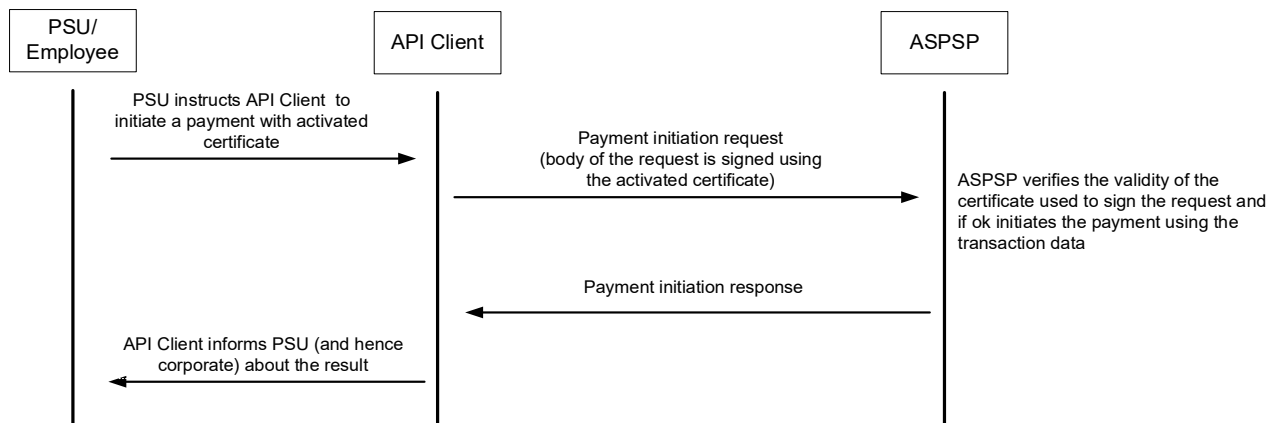 PSU/
Employee
API Client
ASPSP
PSU instructs API Client to
initiate a payment with activated
certificate
Payment initiation request
(body of the request is signed using
the activated certificate)
ASPSP verifies the validity of the
certificate used to sign the request and
if ok initiates the payment using the
transaction data
Payment initiation response
API Client informs PSU (and hence
corporate) about the result